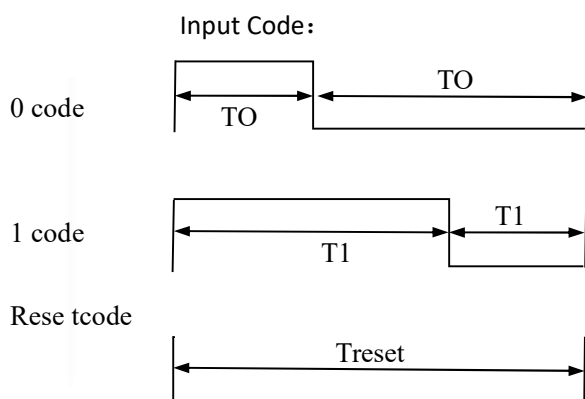 Input Code：
0 code
TO
TO
1 code
T1
T1
Rese tcode
Treset